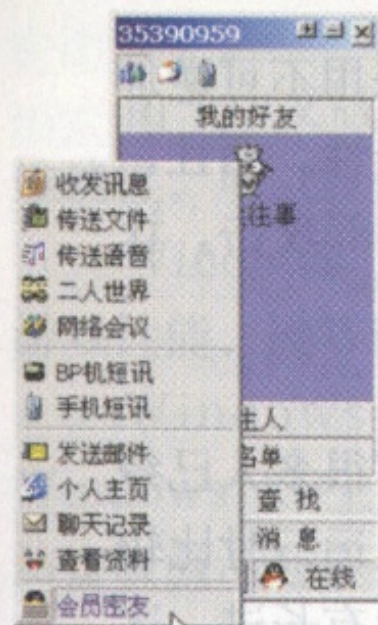 35390959
我的好友
往事
收发讯息
传送文件
传送语音
二人世界
网络会议
BP机短讯
手机短讯
发送邮件
个人主页
聊天记录
查看资料
会员密友
生人
名单
查找
消息
在线